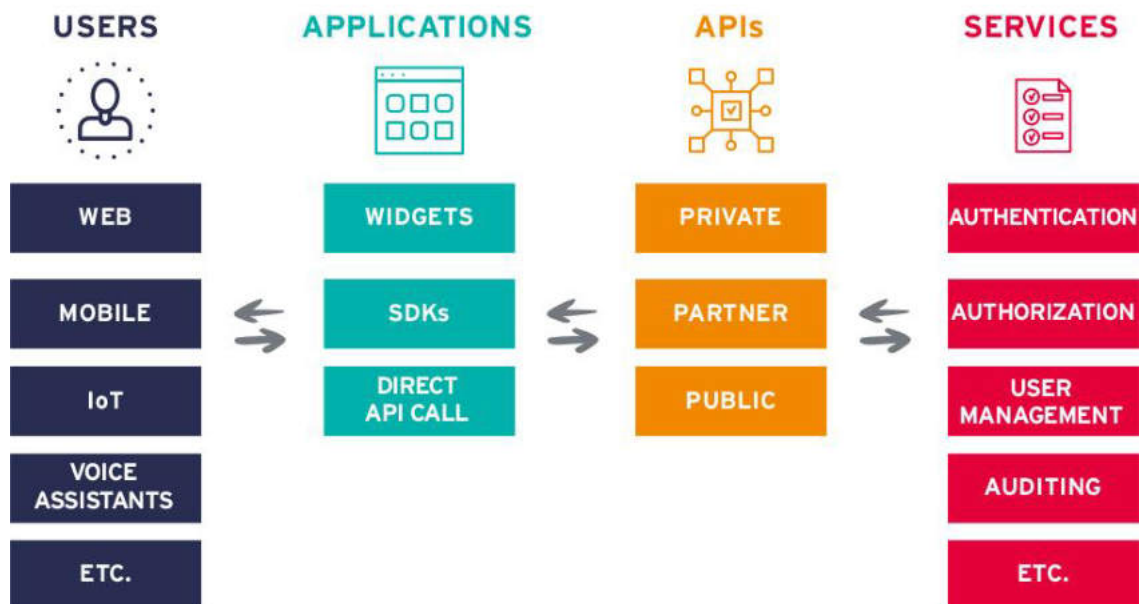 USERS
APPLICATIONS
APIs
SERVICES
WEB
WIDGETS
PRIVATE
AUTHENTICATION
MOBILE
SDKs
PARTNER
AUTHORIZATION
IoT
DIRECT
API CALL
PUBLIC
USER
MANAGEMENT
VOICE
ASSISTANTS
AUDITING
ETC.
ETC.